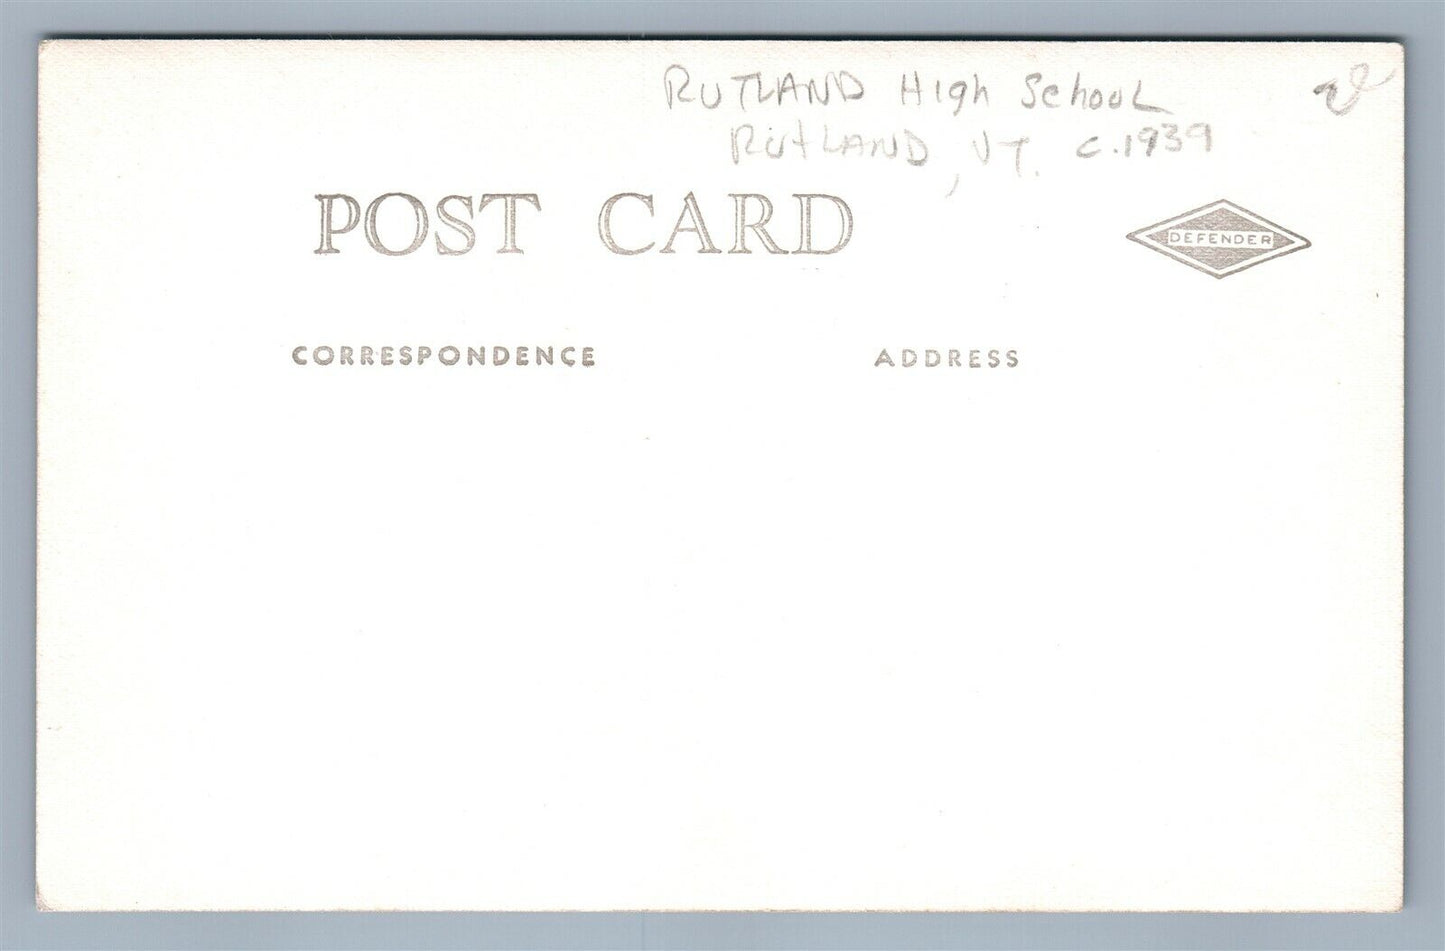 RUTLAND High School
RUTLAND, VT. C.1939
POST CARD
DEFENDER
CORRESPONDENCE
ADDRESS